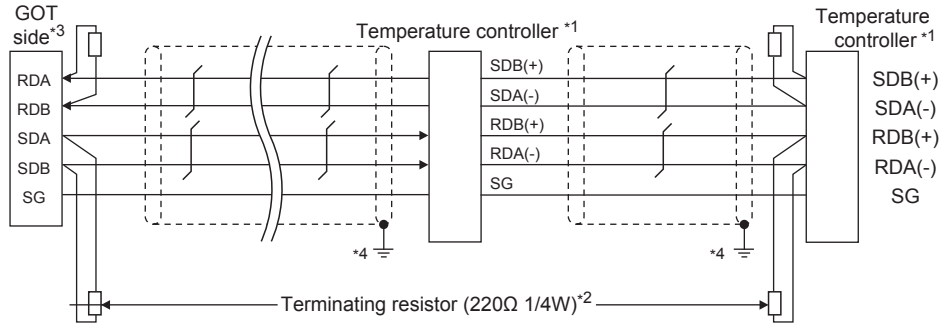 GOT
side*3
Temperature controller *1
Temperature
controller *1
RDA
RDB
SDA
SDB
SG
SDB(+)
SDA(-)
RDB(+)
RDA(-)
SG
SDB(+)
SDA(-)
RDB(+)
RDA(-)
SG
*4
*4
Terminating resistor (220Ω 1/4W)*2